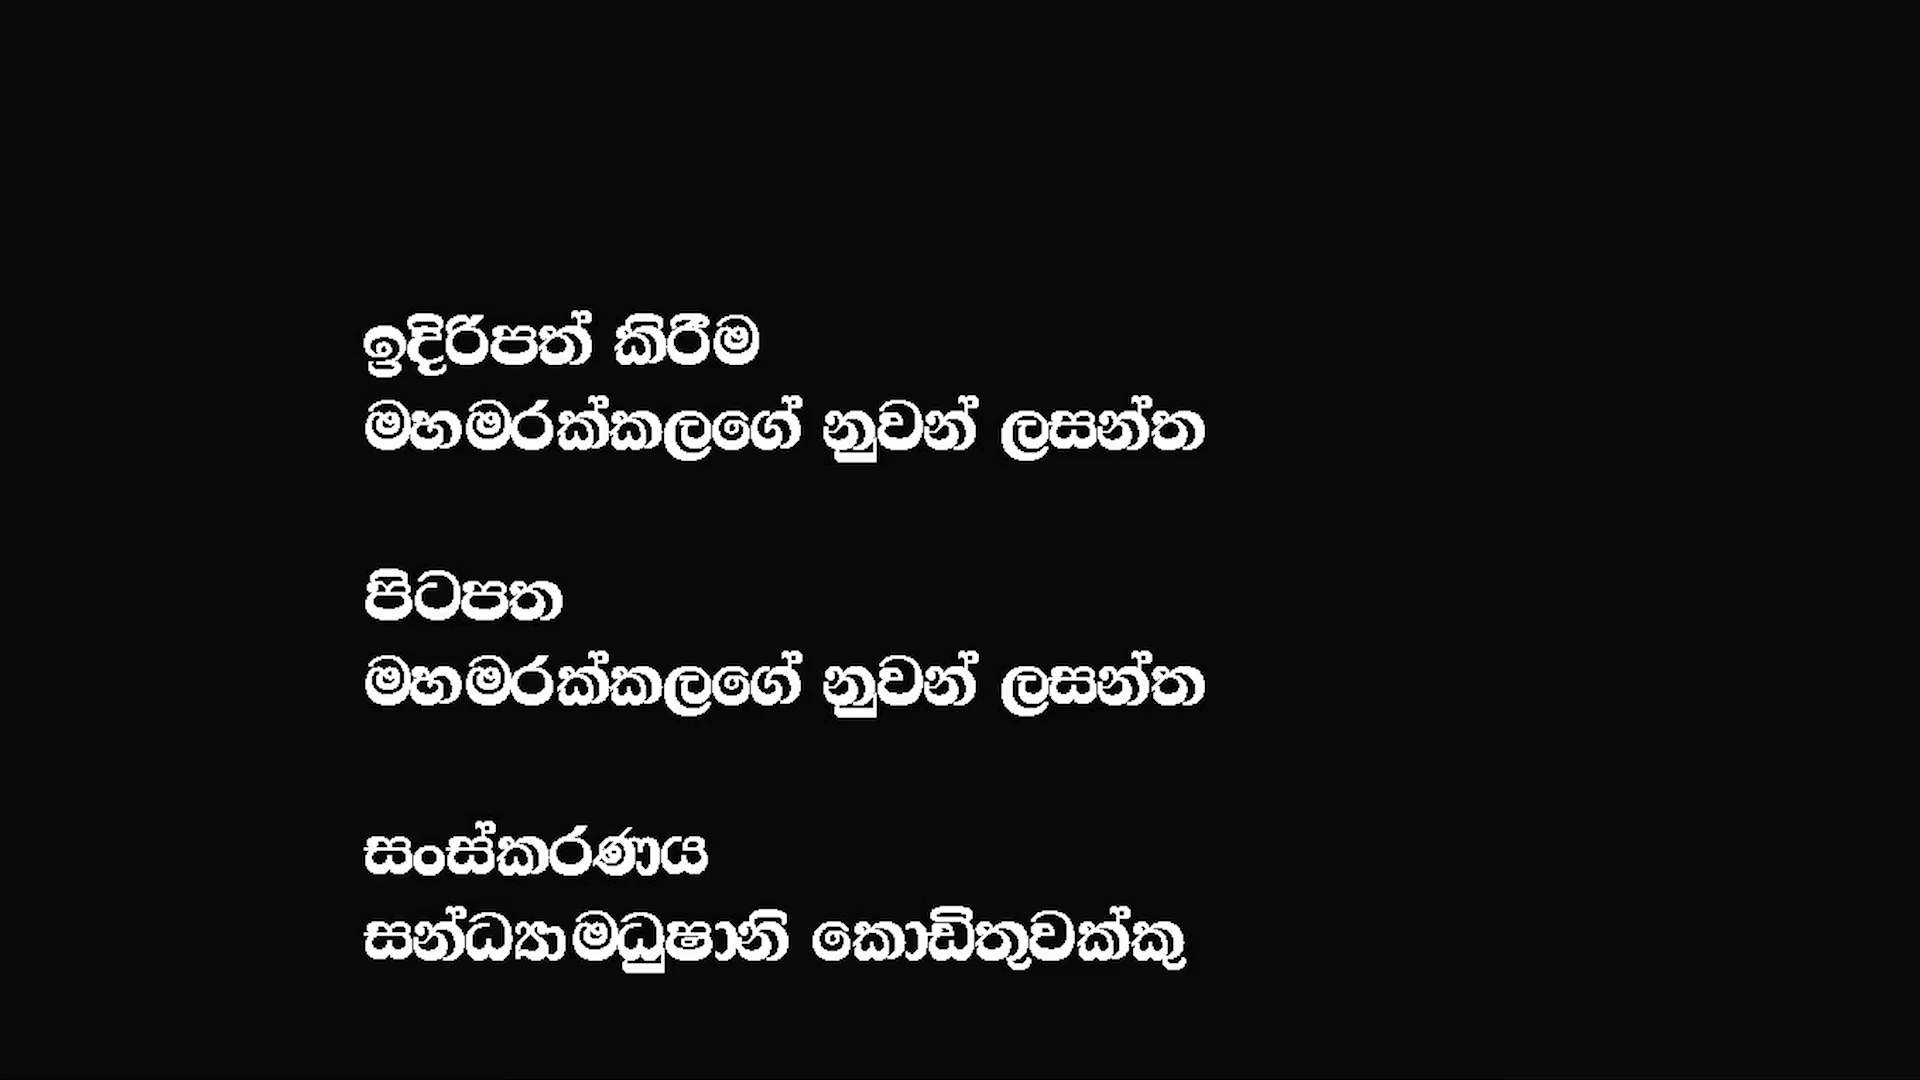 ඉදිරිපත් කිරීම
මහමරක්කලගේ නුවන් ලසන්ත
පිටපත
මහමරක්කලගේ නුවන් ලසන්ත
සංස්කරණය
සන්ධ්‍යාමධුෂානි කොඩිතුවක්කු